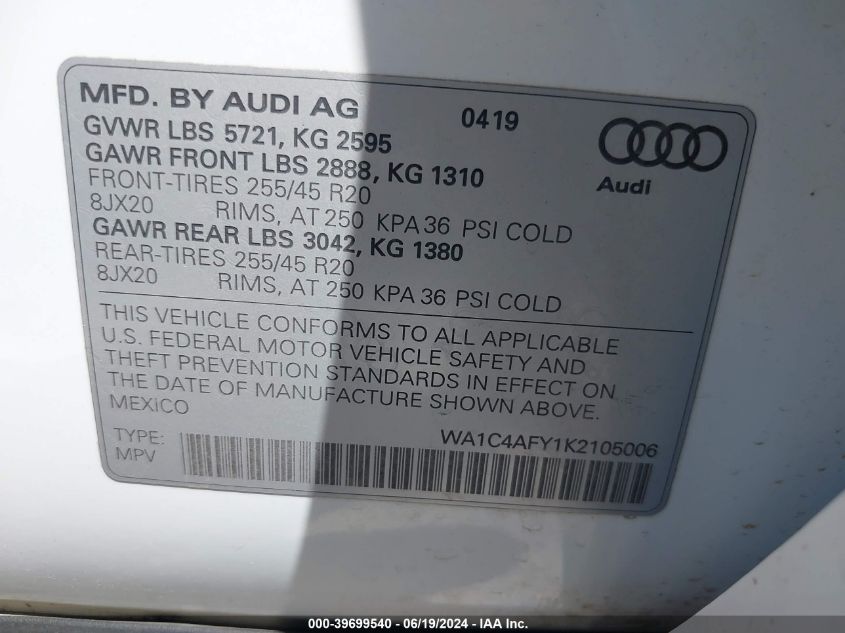 MFD. BY AUDI AG 0419
GVWR LBS 5721, KG 2595
GAWR FRONT LBS 2888, KG 1310
FRONT-TIRES 255/45 R20
8JX20 RIMS, AT 250 KPA 36 PSI COLD
GAWR REAR LBS 3042, KG 1380
REAR-TIRES 255/45 R20
8JX20 RIMS, AT 250 KPA 36 PSI COLD
Audi
THIS VEHICLE CONFORMS TO ALL APPLICABLE
U.S. FEDERAL MOTOR VEHICLE SAFETY AND
THEFT PREVENTION STANDARDS IN EFFECT ON
THE DATE OF MANUFACTURE SHOWN ABOVE.
MEXICO
TYPE: WA1C4AFY1K2105006
MPV
000-39699540 - 06/19/2024 - IAA Inc.